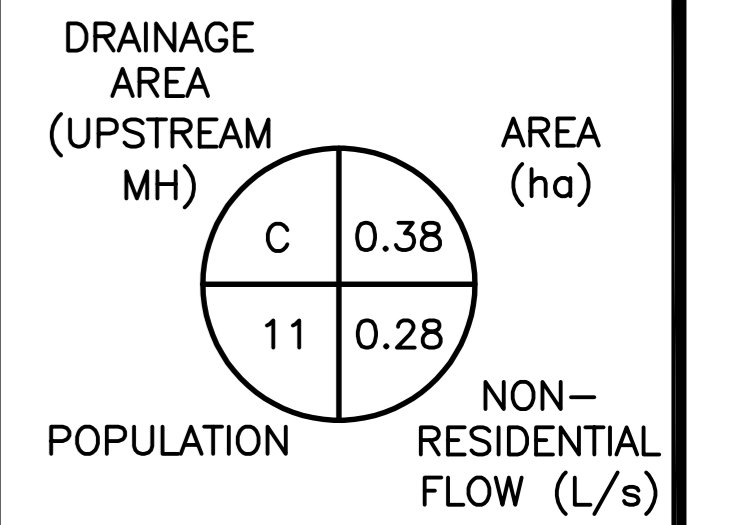 DRAINAGE
AREA
(UPSTREAM
MH)
AREA
(ha)
C
0.38
11
0.28
POPULATION
NON-
RESIDENTIAL
FLOW (L/s)